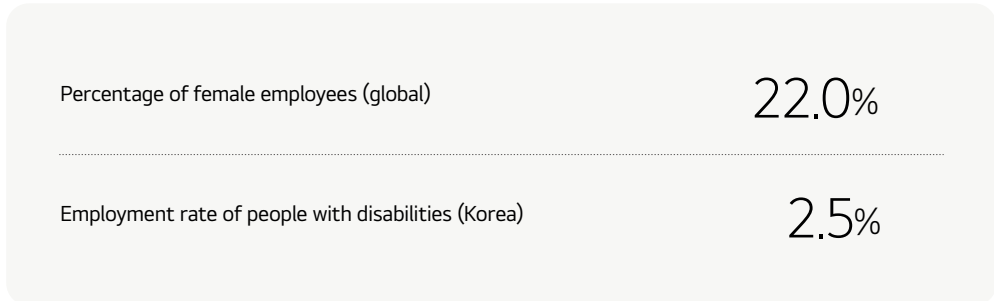 Percentage of female employees (global) 22.0%
Employment rate of people with disabilities (Korea) 2.5%